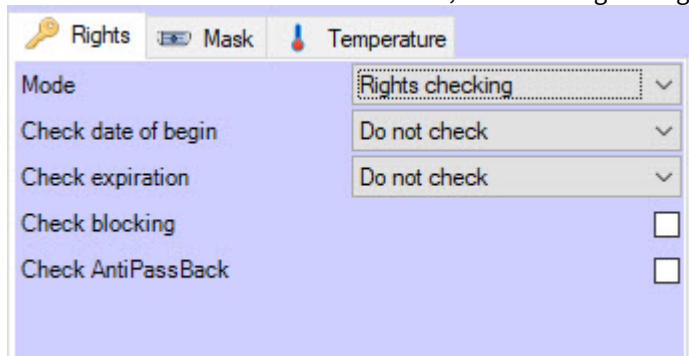 Rights Mask Temperature
Mode Rights checking
Check date of begin Do not check
Check expiration Do not check
Check blocking
Check AntiPassBack